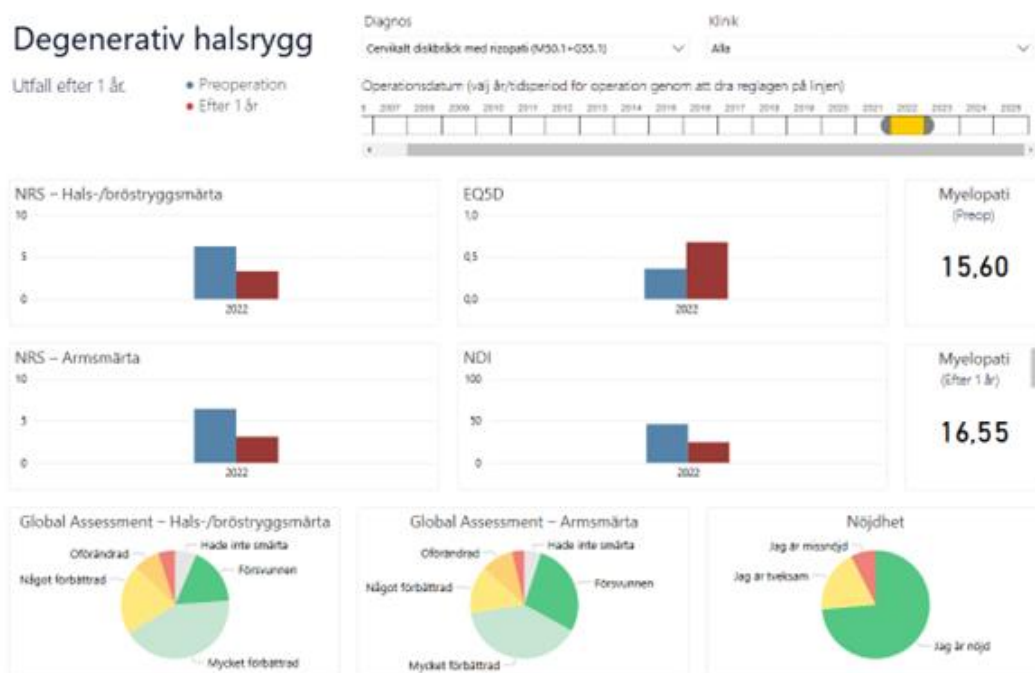 Degenerativ halsrygg
Utfall efter 1 år.
Preoperation
Efter 1 år
Diagnos
Cervikalt diskbråck med rizopati (M50.1+G55.1)
Klinik
Alla
Operationsdatum (välj år/tidsperiod för operation genom att dra reglagen på linjen)
6 2007 2008 2009 2010 2011 2012 2013 2014 2015 2016 2017 2018 2019 2020 2021 2022 2023 2024 2025
NRS – Hals-/bröstryggsmärta
10
5
0
2022
EQ5D
1,0
0,5
0,0
2022
Myelopati
(Preop)
15,60
NRS – Armsmärta
10
5
0
2022
NDI
100
50
0
2022
Myelopati
(Efter 1 år)
16,55
Global Assessment – Hals-/bröstryggsmärta
Hade inte smärta
Oförändrad
Försvunnen
Något förbättrad
Mycket förbättrad
Global Assessment – Armsmärta
Hade inte smärta
Oförändrad
Försvunnen
Något förbättrad
Mycket förbättrad
Nöjdhet
Jag är missnöjd
Jag är tveksam
Jag är nöjd